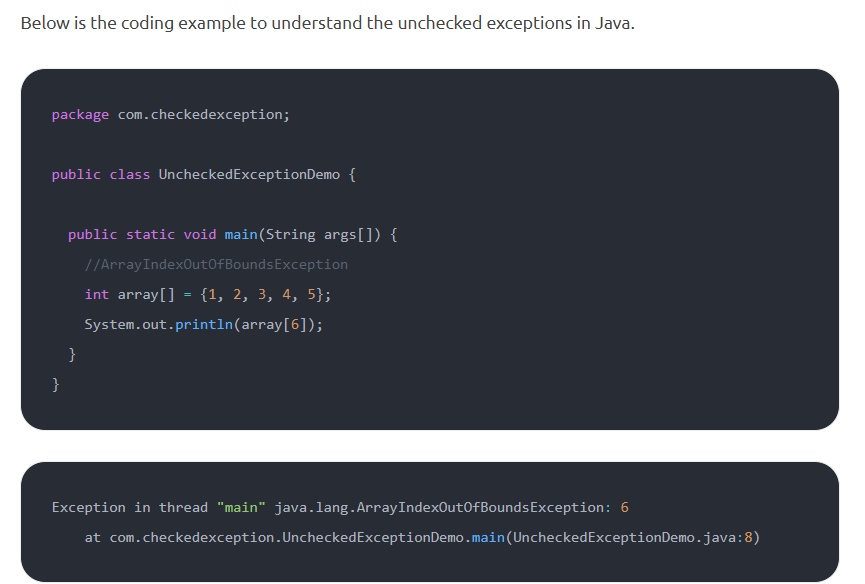 Below is the coding example to understand the unchecked exceptions in Java.
package com.checkedexception;
public class UncheckedExceptionDemo {
public static void main(String args[]) {
//ArrayIndexOutOfBoundsException
int array[] = {1, 2, 3, 4, 5};
System.out.println(array[6]);
}
}
Exception in thread "main" java.lang.ArrayIndexOutOfBoundsException: 6
at com.checkedexception.UncheckedExceptionDemo.main(UncheckedExceptionDemo.java:8)